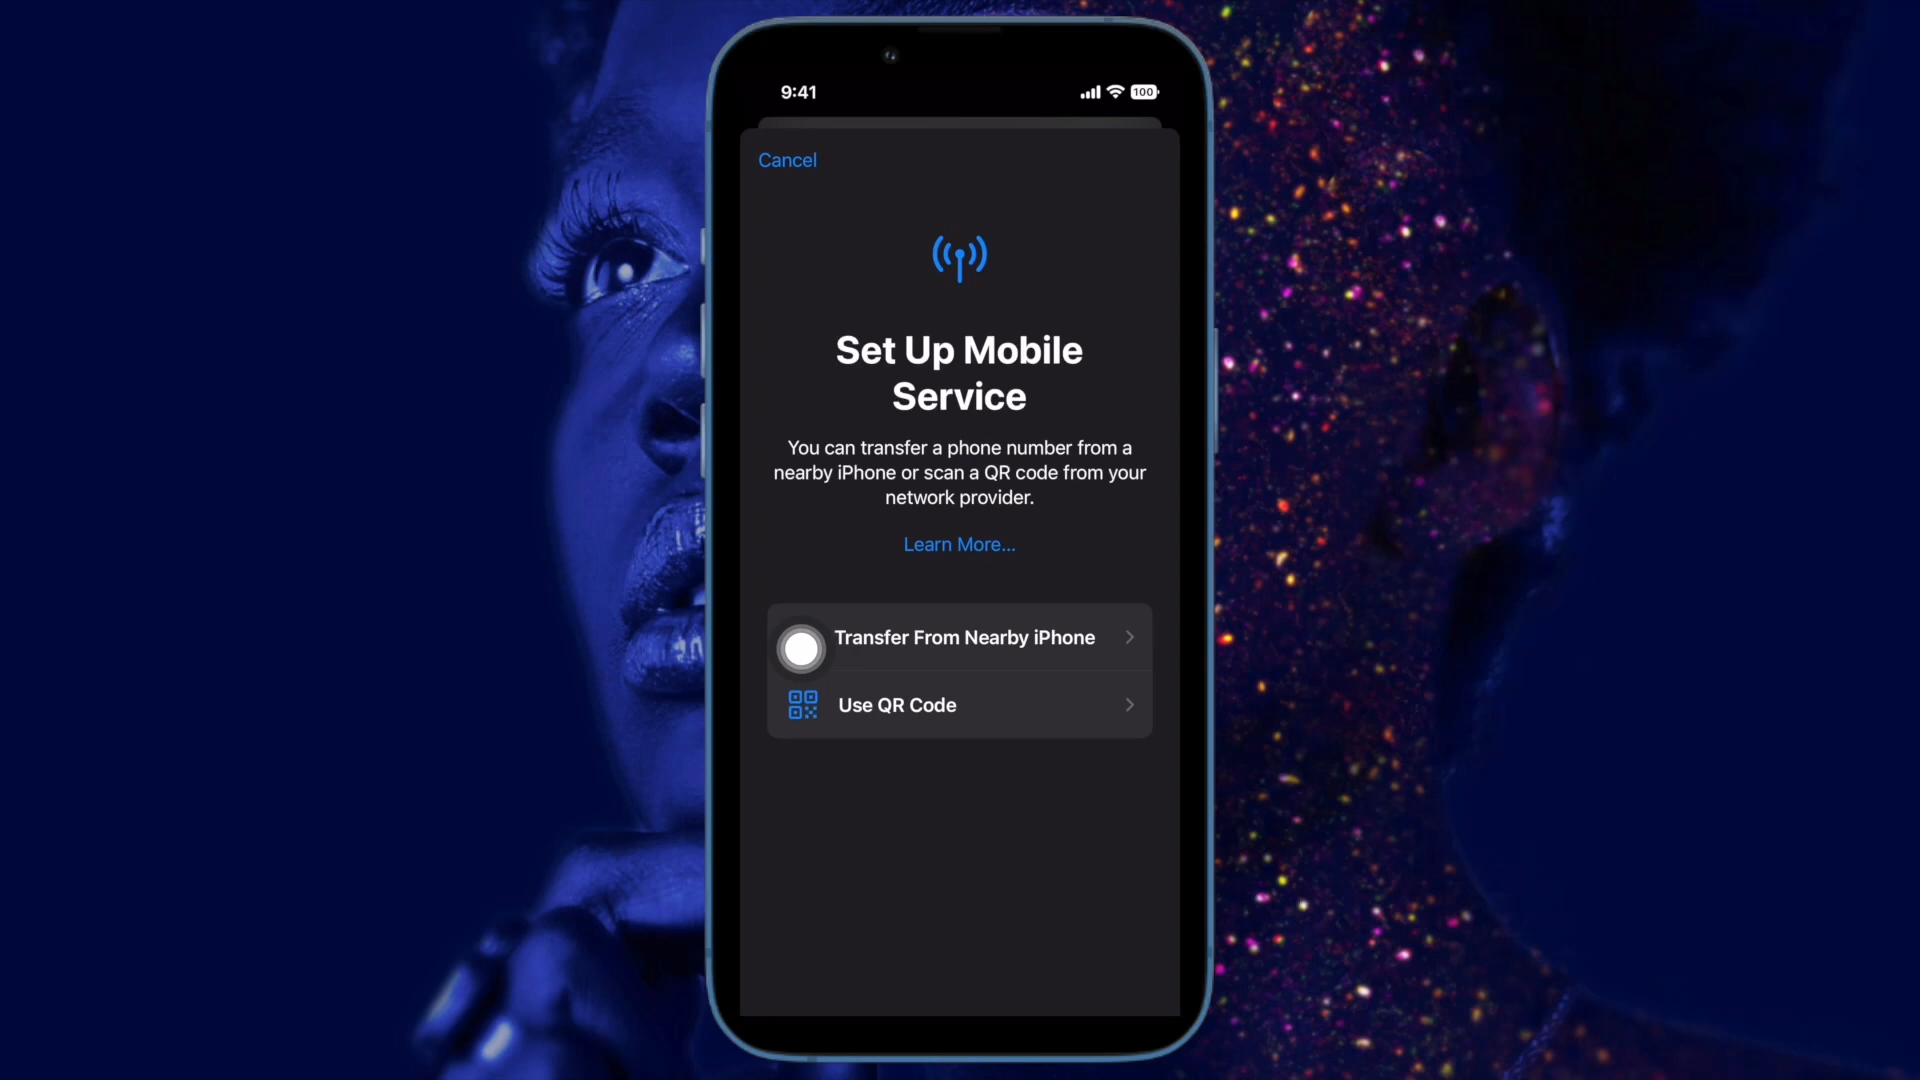 9:41
100
Cancel
Set Up Mobile
Service
You can transfer a phone number from a
nearby iPhone or scan a QR code from your
network provider.
Learn More...
Transfer From Nearby iPhone
Use QR Code